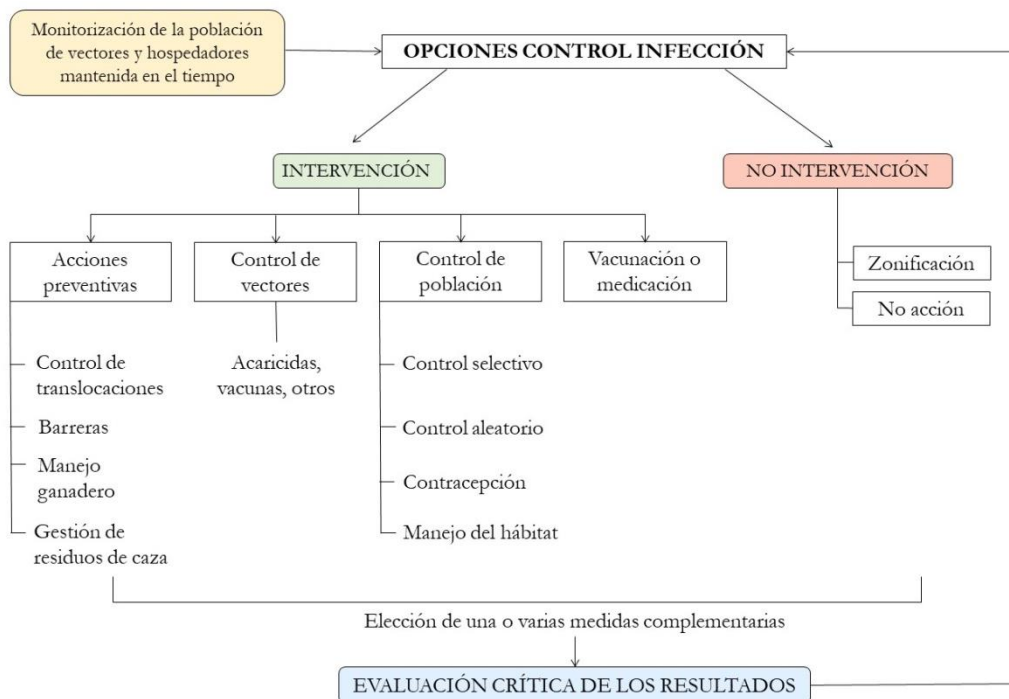 Monitorización de la población
de vectores y hospedadores
mantenida en el tiempo
OPCIONES CONTROL INFECCIÓN
INTERVENCIÓN
NO INTERVENCIÓN
Acciones
preventivas
Control de
vectores
Control de
población
Vacunación o
medicación
Zonificación
No acción
Control de
translocaciones
Barreras
Manejo
ganadero
Gestión de
residuos de caza
Acaricidas,
vacunas, otros
Control selectivo
Control aleatorio
Contracepción
Manejo del hábitat
Elección de una o varias medidas complementarias
EVALUACIÓN CRÍTICA DE LOS RESULTADOS